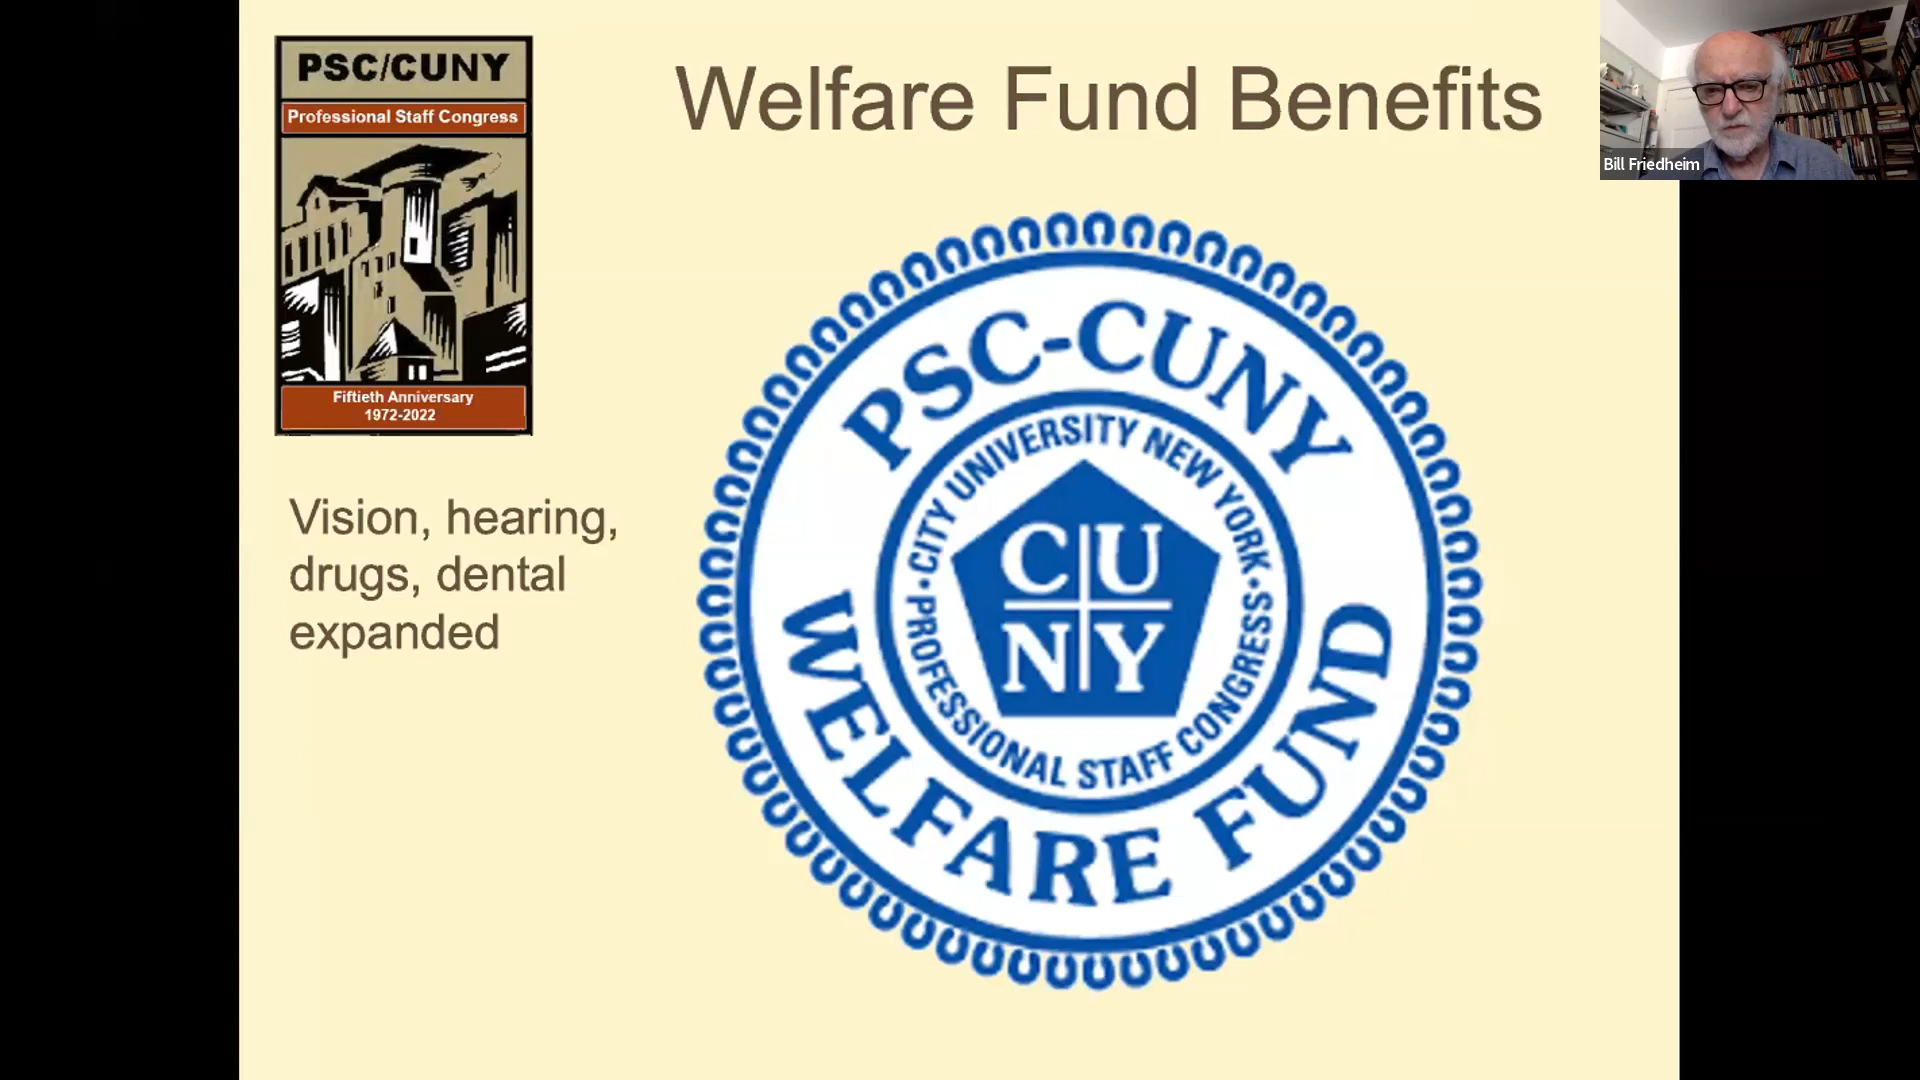 PSC/CUNY
Professional Staff Congress
Fiftieth Anniversary
1972-2022
Welfare Fund Benefits
Bill Friedheim
Vision, hearing,
drugs, dental
expanded
PSC-CUNY
WELFARE FUND
•CITY UNIVERSITY NEW YORK•
PROFESSIONAL STAFF CONGRESS
CU
NY